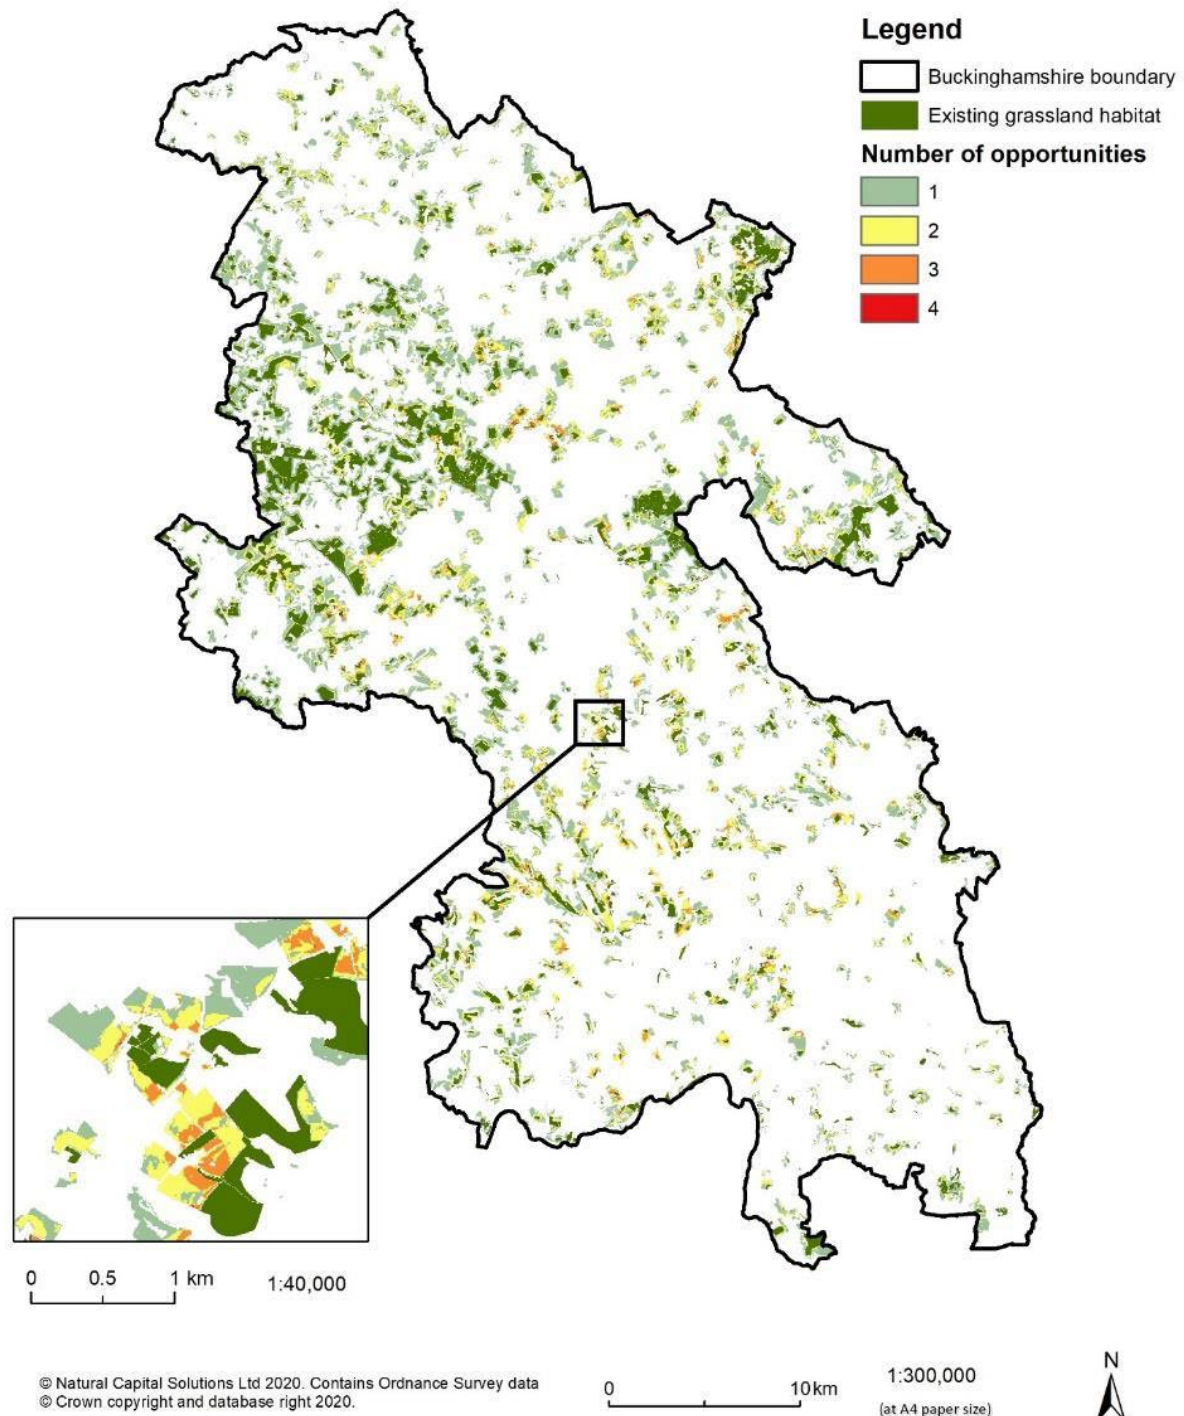 Legend
Buckinghamshire boundary
Existing grassland habitat
Number of opportunities
1
2
3
4
0 0.5 1 km 1:40,000
© Natural Capital Solutions Ltd 2020. Contains Ordnance Survey data
© Crown copyright and database right 2020.
0 10km
1:300,000
(at A4 paper size)
N